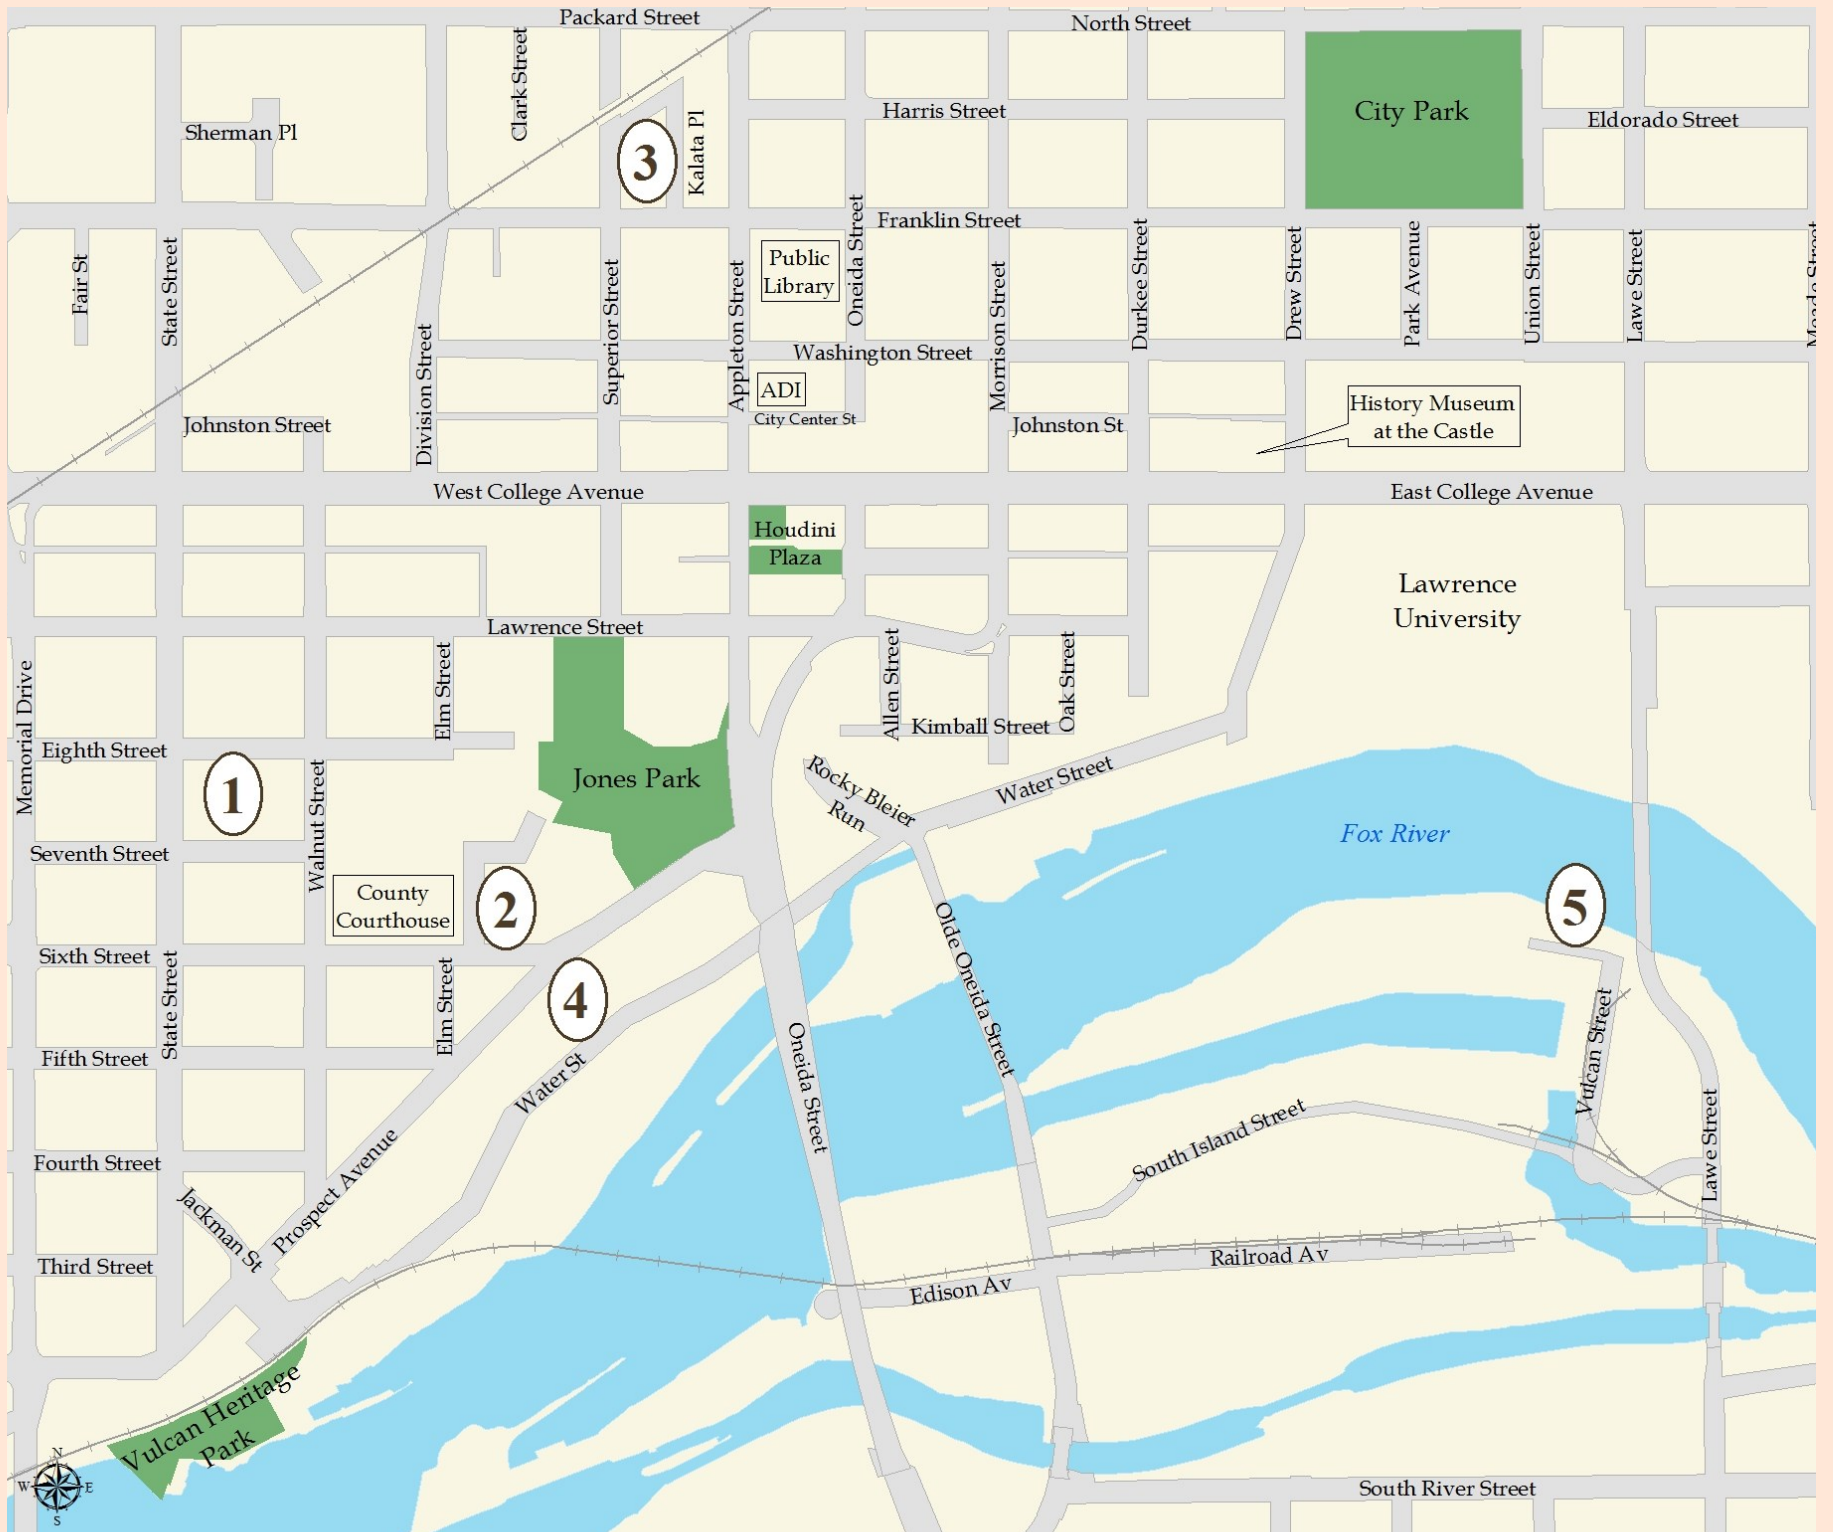 Packard Street
North Street
Clark Street
Harris Street
City Park
Eldorado Street
Sherman Pl
3
Kalata Pl
Franklin Street
Fair St
State Street
Public
Library
Oneida Street
Durkee Street
Drew Street
Park Avenue
Union Street
Lawe Street
Meade Street
Superior Street
Appleton Street
Morrison Street
Division Street
Washington Street
ADI
City Center St
Johnston Street
Johnston St
History Museum
at the Castle
West College Avenue
East College Avenue
Houdini
Plaza
Lawrence
University
Lawrence Street
Memorial Drive
Elm Street
Allen Street
Oak Street
Kimball Street
Eighth Street
1
Walnut Street
Jones Park
Rocky Bleier
Run
Water Street
Fox River
Seventh Street
County
Courthouse
2
5
Sixth Street
State Street
Elm Street
4
Olde Oneida Street
Fifth Street
Water St
Oneida Street
Vulcan Street
Fourth Street
Prospect Avenue
Jackman St
South Island Street
Lawe Street
Third Street
Railroad Av
Edison Av
Vulcan Heritage
Park
N
W
E
S
South River Street